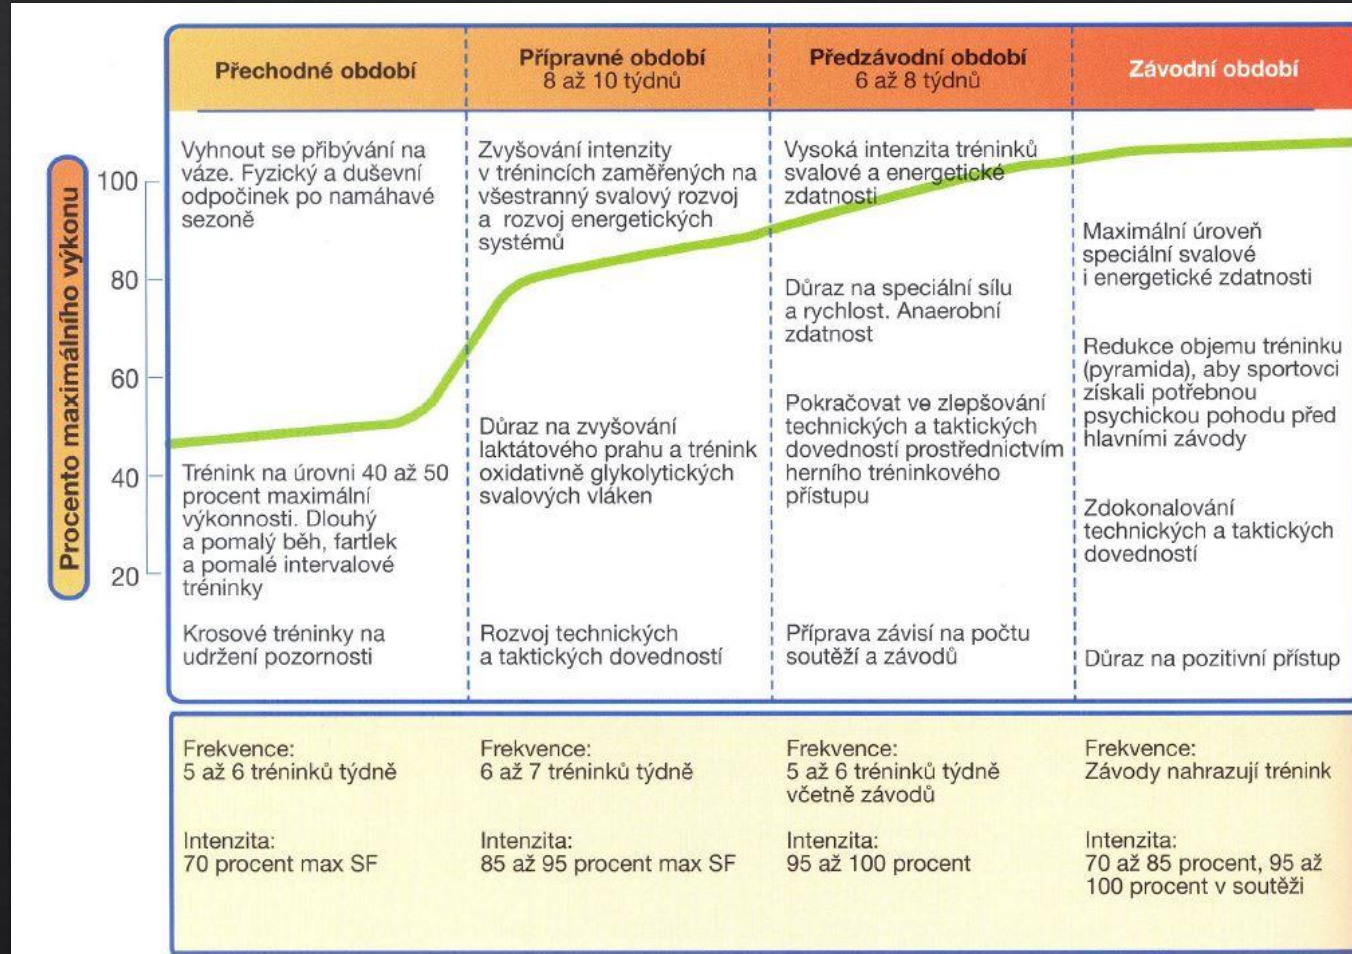 Přechodné období
Přípravné období
8 až 10 týdnů
Předzávodní období
6 až 8 týdnů
Závodní období
Procento maximálního výkonu
100
80
60
40
20
Vyhnout se přibývání na
váze. Fyzický a duševní
odpočinek po namáhavé
sezoně
Trénink na úrovni 40 až 50
procent maximální
výkonnosti. Dlouhý
a pomalý běh, fartlek
a pomalé intervalové
tréninky
Krosové tréninky na
udržení pozornosti
Zvyšování intenzity
v trénincích zaměřených na
všestranný svalový rozvoj
a rozvoj energetických
systémů
Důraz na zvyšování
laktátového prahu a trénink
oxidativně glykolytických
svalových vláken
Rozvoj technických
a taktických dovedností
Vysoká intenzita tréninků
svalové a energetické
zdatnosti
Důraz na speciální sílu
a rychlost. Anaerobní
zdatnost
Pokračovat ve zlepšování
technických a taktických
dovedností prostřednictvím
herního tréninkového
přístupu
Příprava závisí na počtu
soutěží a závodů
Maximální úroveň
speciální svalové
i energetické zdatnosti
Redukce objemu tréninku
(pyramida), aby sportovci
získali potřebnou
psychickou pohodu před
hlavními závody
Zdokonalování
technických a taktických
dovedností
Důraz na pozitivní přístup
Frekvence:
5 až 6 tréninků týdně
Intenzita:
70 procent max SF
Frekvence:
6 až 7 tréninků týdně
Intenzita:
85 až 95 procent max SF
Frekvence:
5 až 6 tréninků týdně
včetně závodů
Intenzita:
95 až 100 procent
Frekvence:
Závody nahrazují trénink
Intenzita:
70 až 85 procent, 95 až
100 procent v soutěži